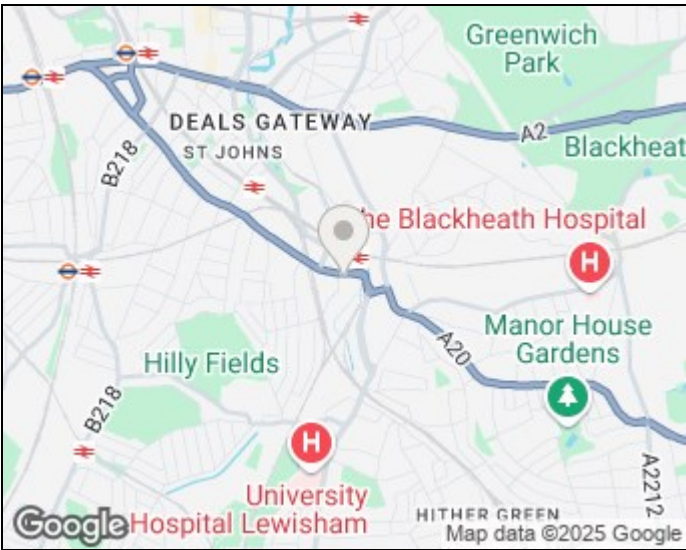 Greenwich
Park
DEALS GATEWAY
A2
B218
ST JOHNS
Blackheat
he Blackheath Hospital
H
Manor House
Gardens
A20
Hilly Fields
B218
H
University
Hospital Lewisham
HITHER GREEN
A2212
Google
Map data ©2025 Google